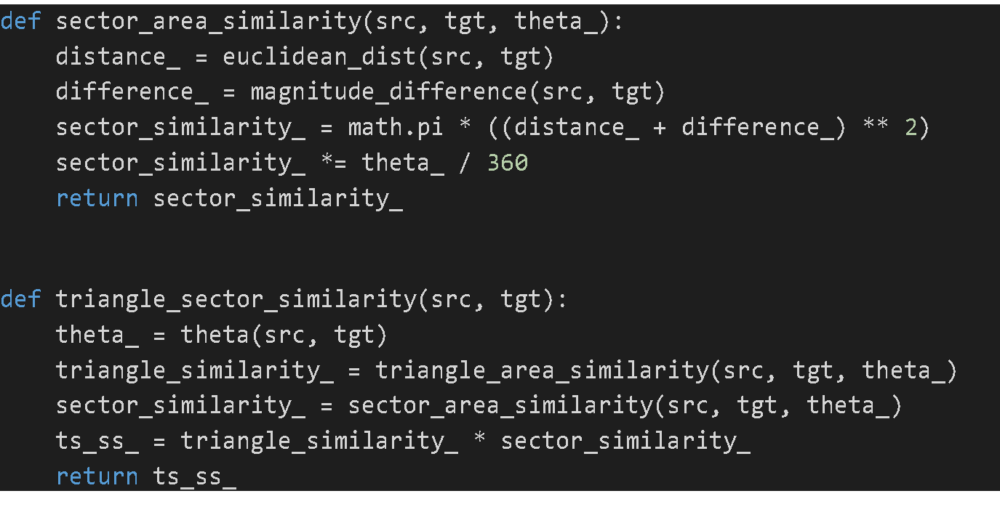 def sector_area_similarity(src, tgt, theta_):
    distance_ = euclidean_dist(src, tgt)
    difference_ = magnitude_difference(src, tgt)
    sector_similarity_ = math.pi * ((distance_ + difference_) ** 2)
    sector_similarity_ *= theta_ / 360
    return sector_similarity_
def triangle_sector_similarity(src, tgt):
    theta_ = theta(src, tgt)
    triangle_similarity_ = triangle_area_similarity(src, tgt, theta_)
    sector_similarity_ = sector_area_similarity(src, tgt, theta_)
    ts_ss_ = triangle_similarity_ * sector_similarity_
    return ts_ss_